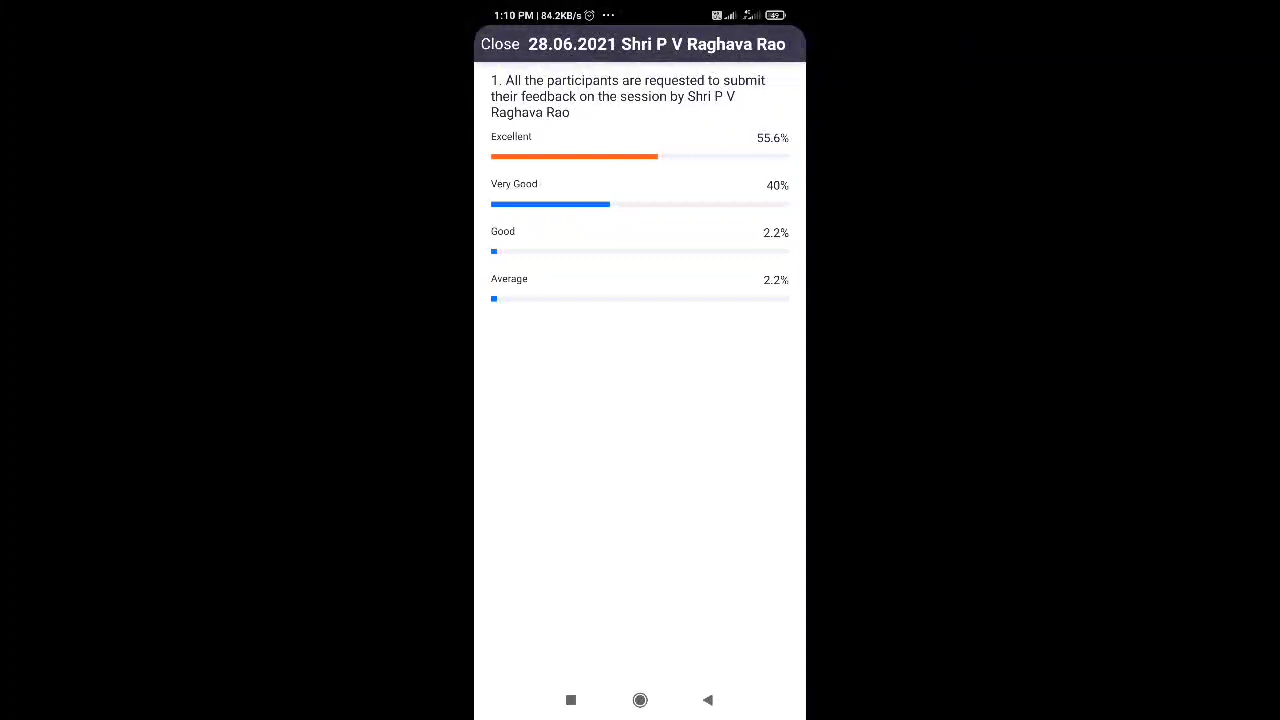 1:10 PM | 84.2KB/s ... 4G 49
Close 28.06.2021 Shri P V Raghava Rao
1. All the participants are requested to submit
their feedback on the session by Shri P V
Raghava Rao
Excellent 55.6%
Very Good 40%
Good 2.2%
Average 2.2%